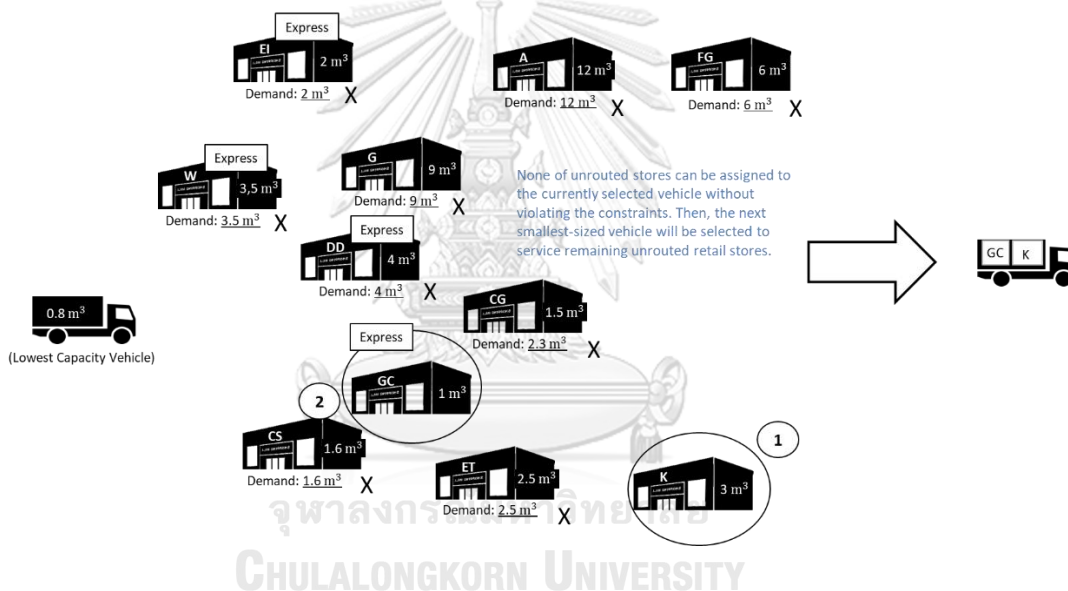 Express
EI
2 m³
Demand: 2 m³ X
A
12 m³
Demand: 12 m³ X
FG
6 m³
Demand: 6 m³ X
Express
W
3,5 m³
Demand: 3.5 m³ X
G
9 m³
Demand: 9 m³ X
None of unrouted stores can be assigned to
the currently selected vehicle without
violating the constraints. Then, the next
smallest-sized vehicle will be selected to
service remaining unrouted retail stores.
Express
DD
4 m³
Demand: 4 m³ X
GC K
CG
1.5 m³
Demand: 2.3 m³ X
0.8 m³
(Lowest Capacity Vehicle)
Express
GC
1 m³
2
1
CS
1.6 m³
Demand: 1.6 m³ X
ET
2.5 m³
Demand: 2.5 m³ X
K
3 m³
จุฬาลงกรณ์มหาวิทยาลัย
CHULALONGKORN UNIVERSITY